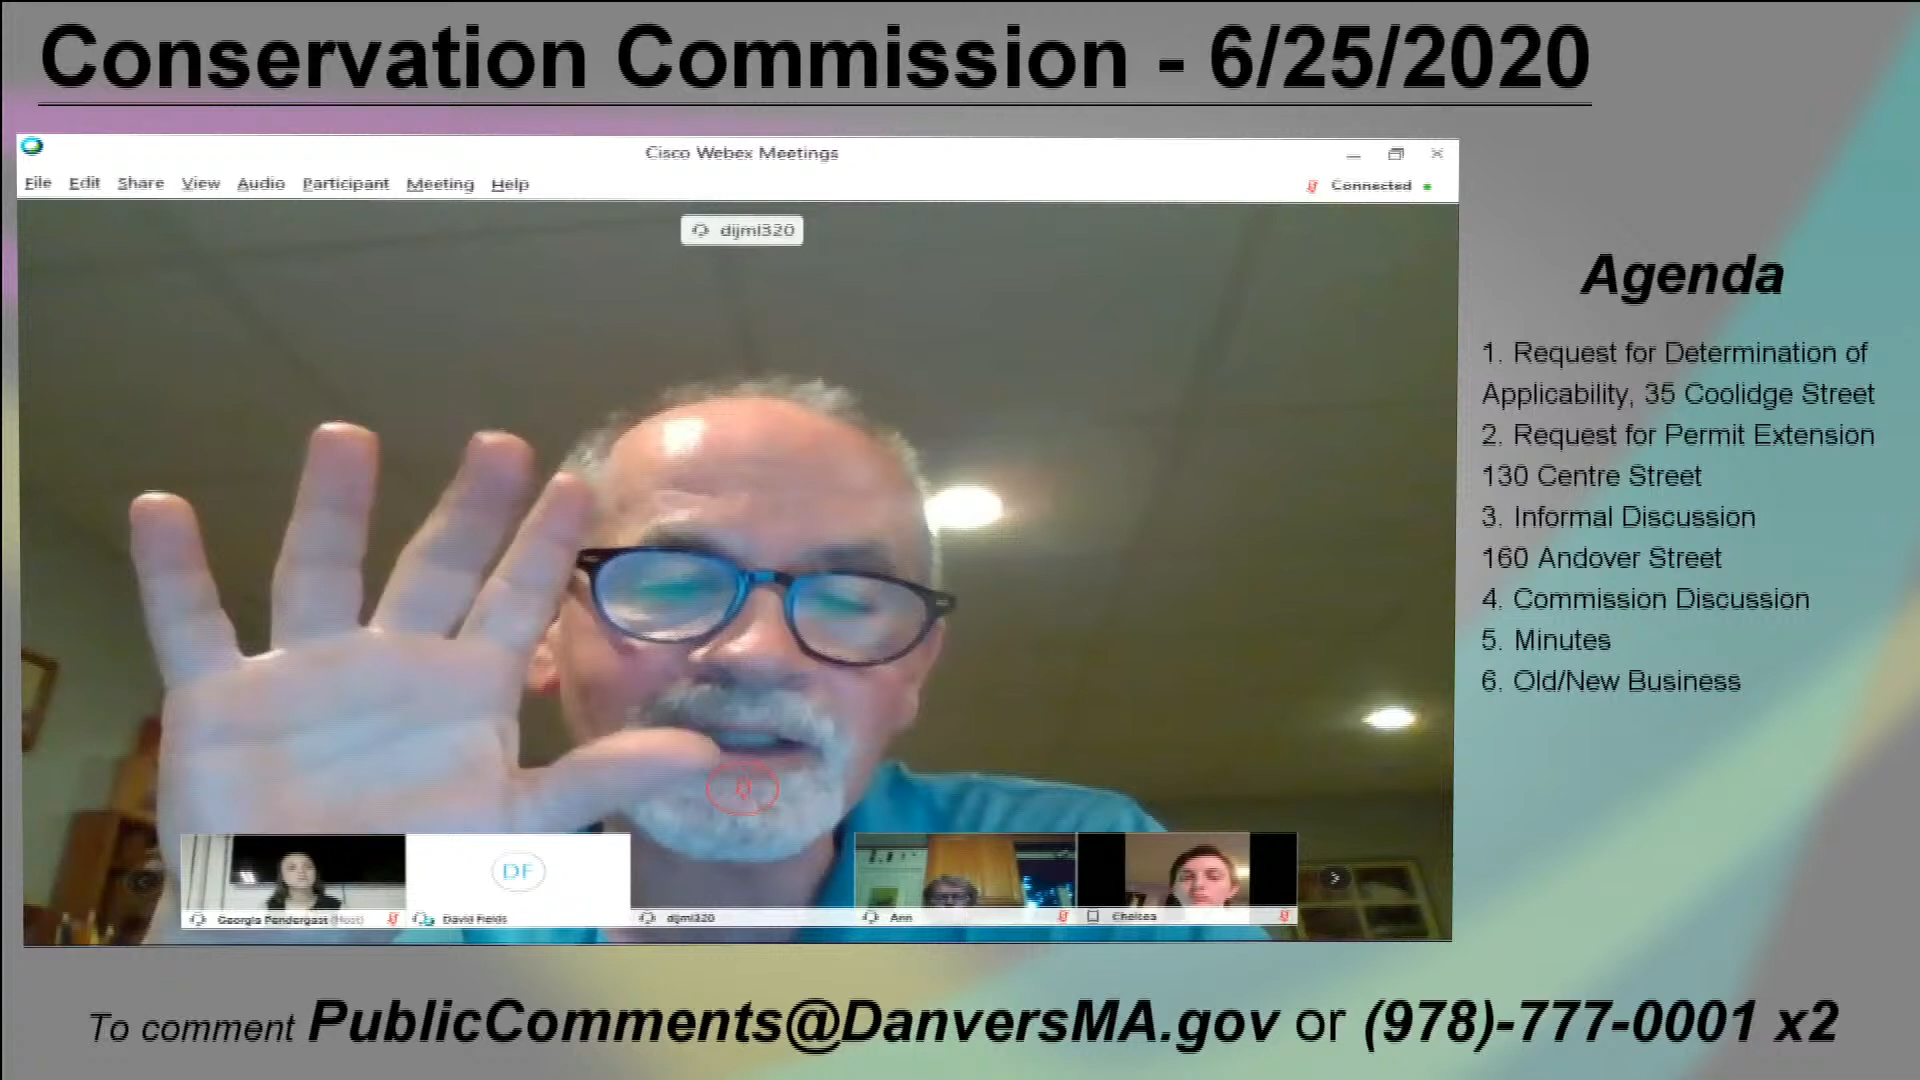 Conservation Commission - 6/25/2020
Cisco Webex Meetings
File Edit Share View Audio Participant Meeting Help
Connected
dijml320
Agenda
1. Request for Determination of
Applicability, 35 Coolidge Street
2. Request for Permit Extension
130 Centre Street
3. Informal Discussion
160 Andover Street
4. Commission Discussion
5. Minutes
6. Old/New Business
DF
Georgia Pendergast (Host)
David Fields
dijml320
Ann
Chelsea
To comment PublicComments@DanversMA.gov or (978)-777-0001 x2